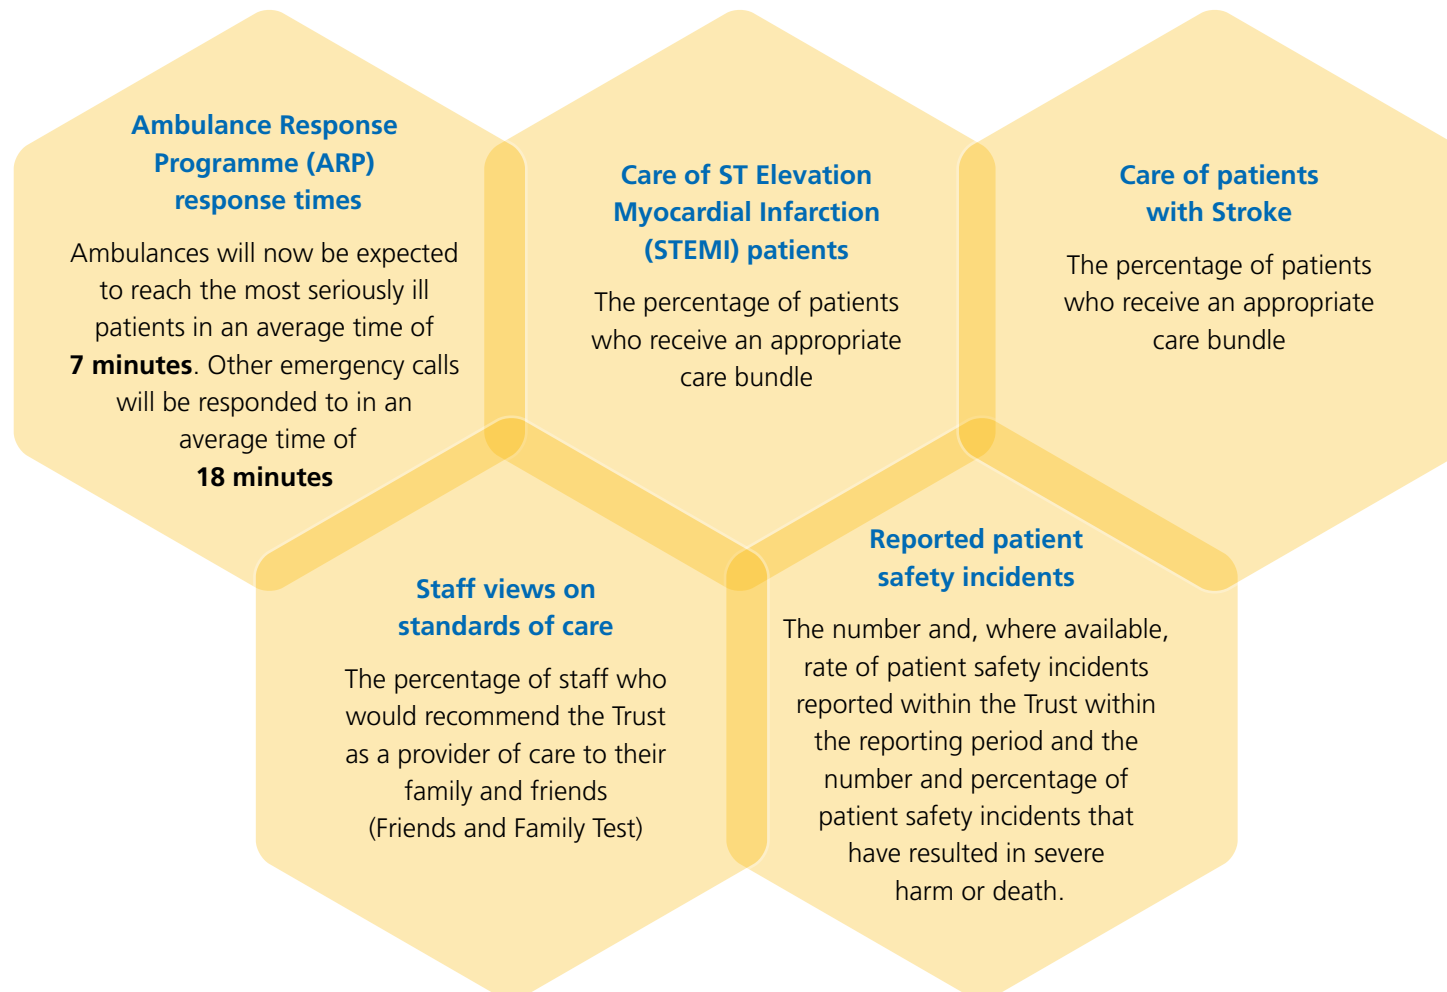 Ambulance Response
Programme (ARP)
response times
Ambulances will now be expected
to reach the most seriously ill
patients in an average time of
7 minutes. Other emergency calls
will be responded to in an
average time of
18 minutes
Care of ST Elevation
Myocardial Infarction
(STEMI) patients
The percentage of patients
who receive an appropriate
care bundle
Care of patients
with Stroke
The percentage of patients
who receive an appropriate
care bundle
Staff views on
standards of care
The percentage of staff who
would recommend the Trust
as a provider of care to their
family and friends
(Friends and Family Test)
Reported patient
safety incidents
The number and, where available,
rate of patient safety incidents
reported within the Trust within
the reporting period and the
number and percentage of
patient safety incidents that
have resulted in severe
harm or death.